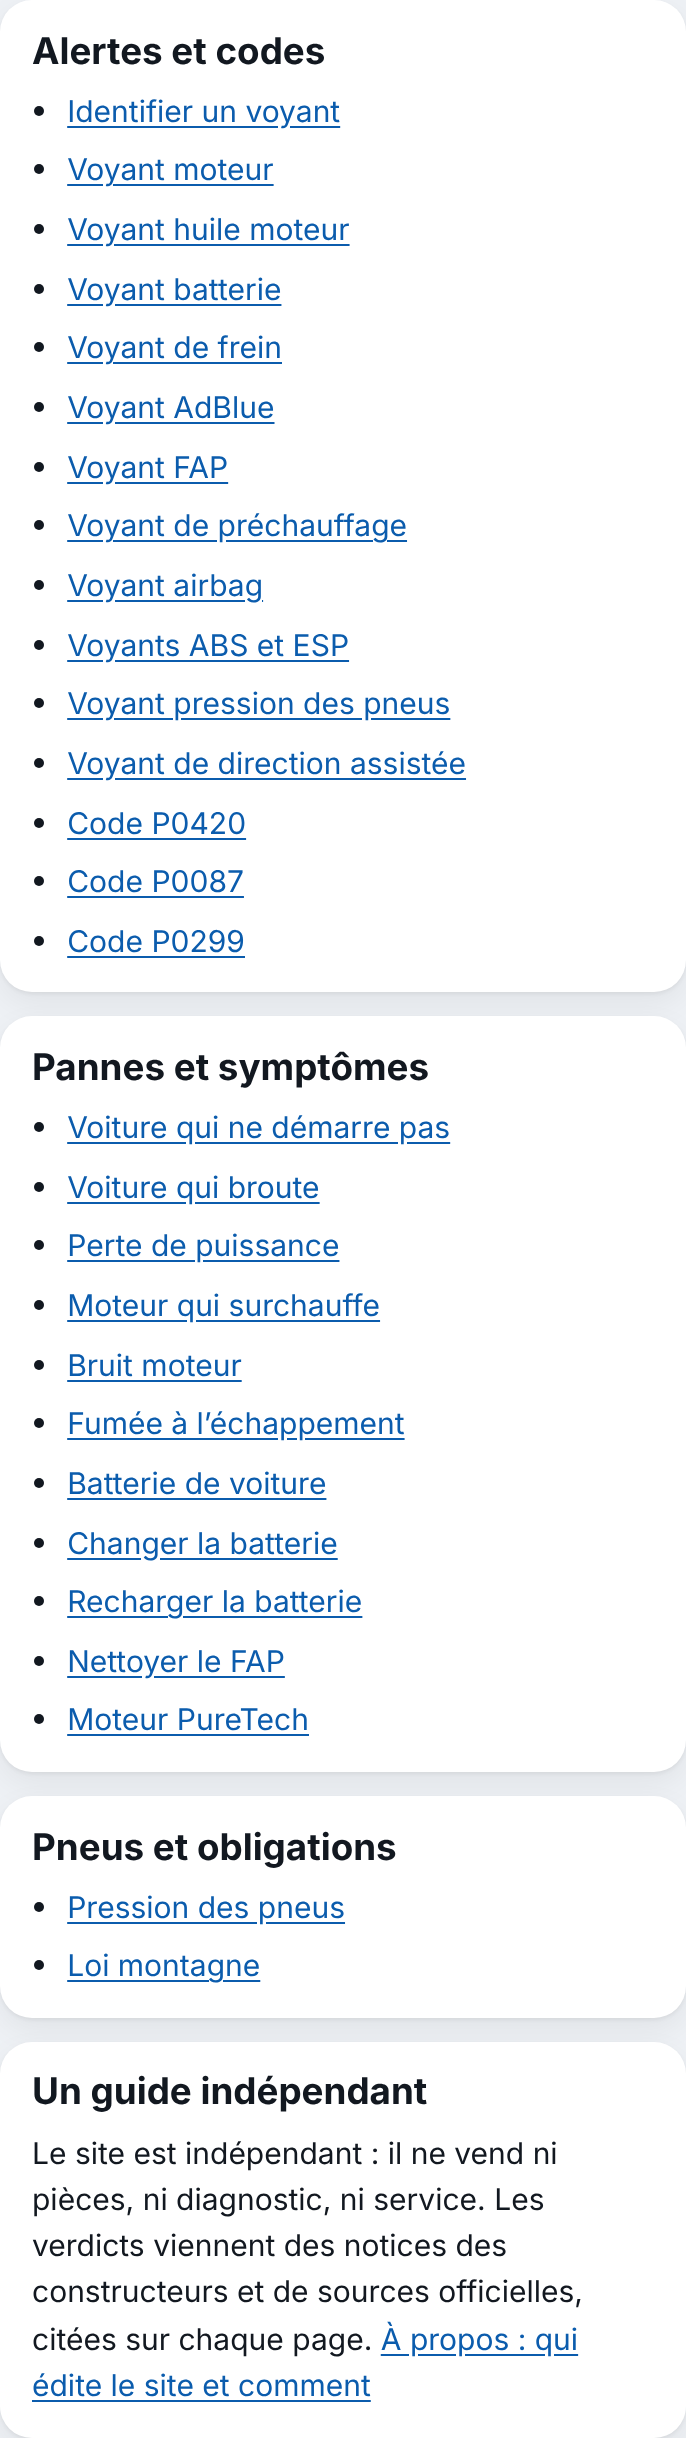 Alertes et codes
• Identifier un voyant
• Voyant moteur
• Voyant huile moteur
• Voyant batterie
• Voyant de frein
• Voyant AdBlue
• Voyant FAP
• Voyant de préchauffage
• Voyant airbag
• Voyants ABS et ESP
• Voyant pression des pneus
• Voyant de direction assistée
• Code P0420
• Code P0087
• Code P0299
Pannes et symptômes
• Voiture qui ne démarre pas
• Voiture qui broute
• Perte de puissance
• Moteur qui surchauffe
• Bruit moteur
• Fumée à l’échappement
• Batterie de voiture
• Changer la batterie
• Recharger la batterie
• Nettoyer le FAP
• Moteur PureTech
Pneus et obligations
• Pression des pneus
• Loi montagne
Un guide indépendant
Le site est indépendant : il ne vend ni
pièces, ni diagnostic, ni service. Les
verdicts viennent des notices des
constructeurs et de sources officielles,
citées sur chaque page. À propos : qui
édite le site et comment